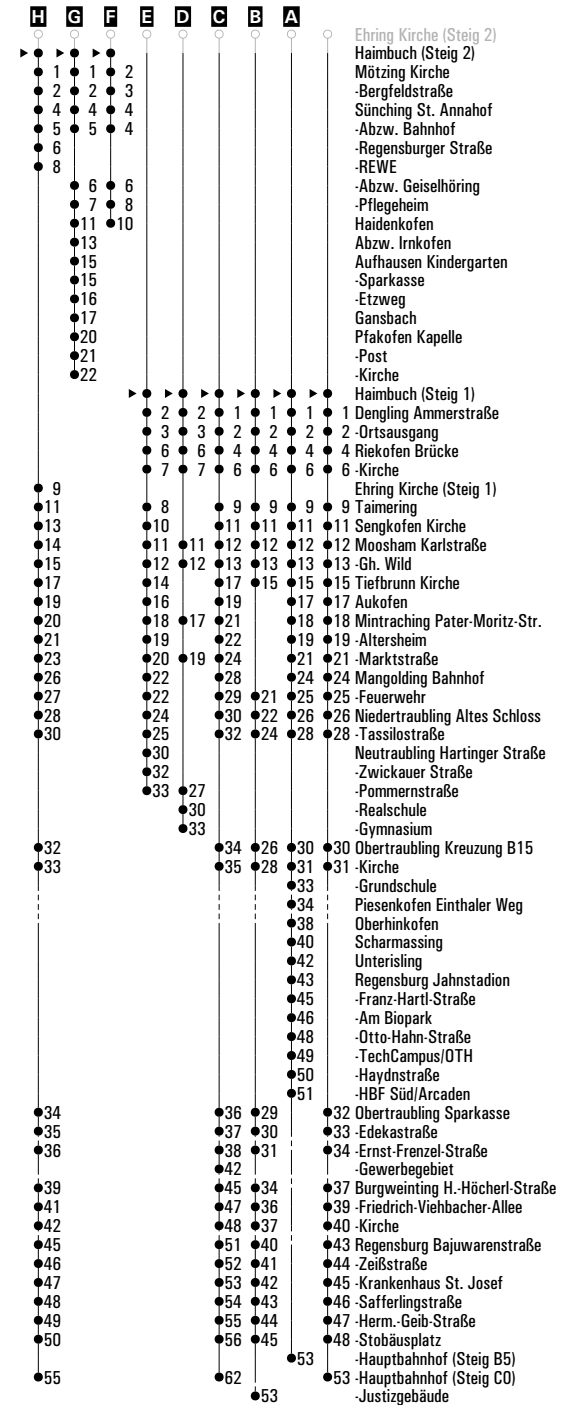 H G F E D C B A
Ehring Kirche (Steig 2)
Haimbuch (Steig 2)
1 1 2 Mötzing Kirche
2 2 3 -Bergfeldstraße
4 4 4 Sünching St. Annahof
5 5 4 -Abzw. Bahnhof
6 -Regensburger Straße
8 -REWE
6 6 -Abzw. Geiselhöring
7 8 -Pflegeheim
11 10 Haidenkofen
13 Abzw. Irnkofen
15 Aufhausen Kindergarten
15 -Sparkasse
16 -Etzweg
17 Gansbach
20 Pfakofen Kapelle
21 -Post
22 -Kirche
Haimbuch (Steig 1)
2 2 1 1 1 1 Dengling Ammerstraße
3 3 2 2 2 2 -Ortsausgang
6 6 4 4 4 4 Riekofen Brücke
7 7 6 6 6 6 -Kirche
9 Ehring Kirche (Steig 1)
11 8 9 9 9 9 Taimering
13 10 11 11 11 11 Sengkofen Kirche
14 11 11 12 12 12 12 Moosham Karlstraße
15 12 12 13 13 13 13 -Gh. Wild
17 14 17 15 15 15 Tiefbrunn Kirche
19 16 19 17 17 Aukofen
20 18 17 21 18 18 Mintraching Pater-Moritz-Str.
21 19 22 19 19 -Altersheim
23 20 19 24 21 21 -Marktstraße
26 22 28 24 24 Mangolding Bahnhof
27 22 29 21 25 25 -Feuerwehr
28 24 30 22 26 26 Niedertraubling Altes Schloss
30 25 32 24 28 28 -Tassilostraße
30 Neutraubling Hartinger Straße
32 -Zwickauer Straße
33 27 -Pommernstraße
30 -Realschule
33 -Gymnasium
32 34 26 30 30 Obertraubling Kreuzung B15
33 35 28 31 31 -Kirche
33 -Grundschule
34 Piesenkofen Einthaler Weg
38 Oberhinkofen
40 Scharmassing
42 Unterisling
43 Regensburg Jahnstadion
45 -Franz-Hartl-Straße
46 -Am Biopark
48 -Otto-Hahn-Straße
49 -TechCampus/OTH
50 -Haydnstraße
51 -HBF Süd/Arcaden
34 36 29 32 Obertraubling Sparkasse
35 37 30 33 -Edekastraße
36 38 31 34 -Ernst-Frenzel-Straße
42 -Gewerbegebiet
39 45 34 37 Burgweinting H.-Höcherl-Straße
41 47 36 39 -Friedrich-Viehbacher-Allee
42 48 37 40 -Kirche
45 51 40 43 Regensburg Bajuwarenstraße
46 52 41 44 -Zeißstraße
47 53 42 45 -Krankenhaus St. Josef
48 54 43 46 -Safferlingstraße
49 55 44 47 -Herm.-Geib-Straße
50 56 45 48 -Stobäusplatz
53 -Hauptbahnhof (Steig B5)
55 62 53 -Hauptbahnhof (Steig C0)
53 -Justizgebäude